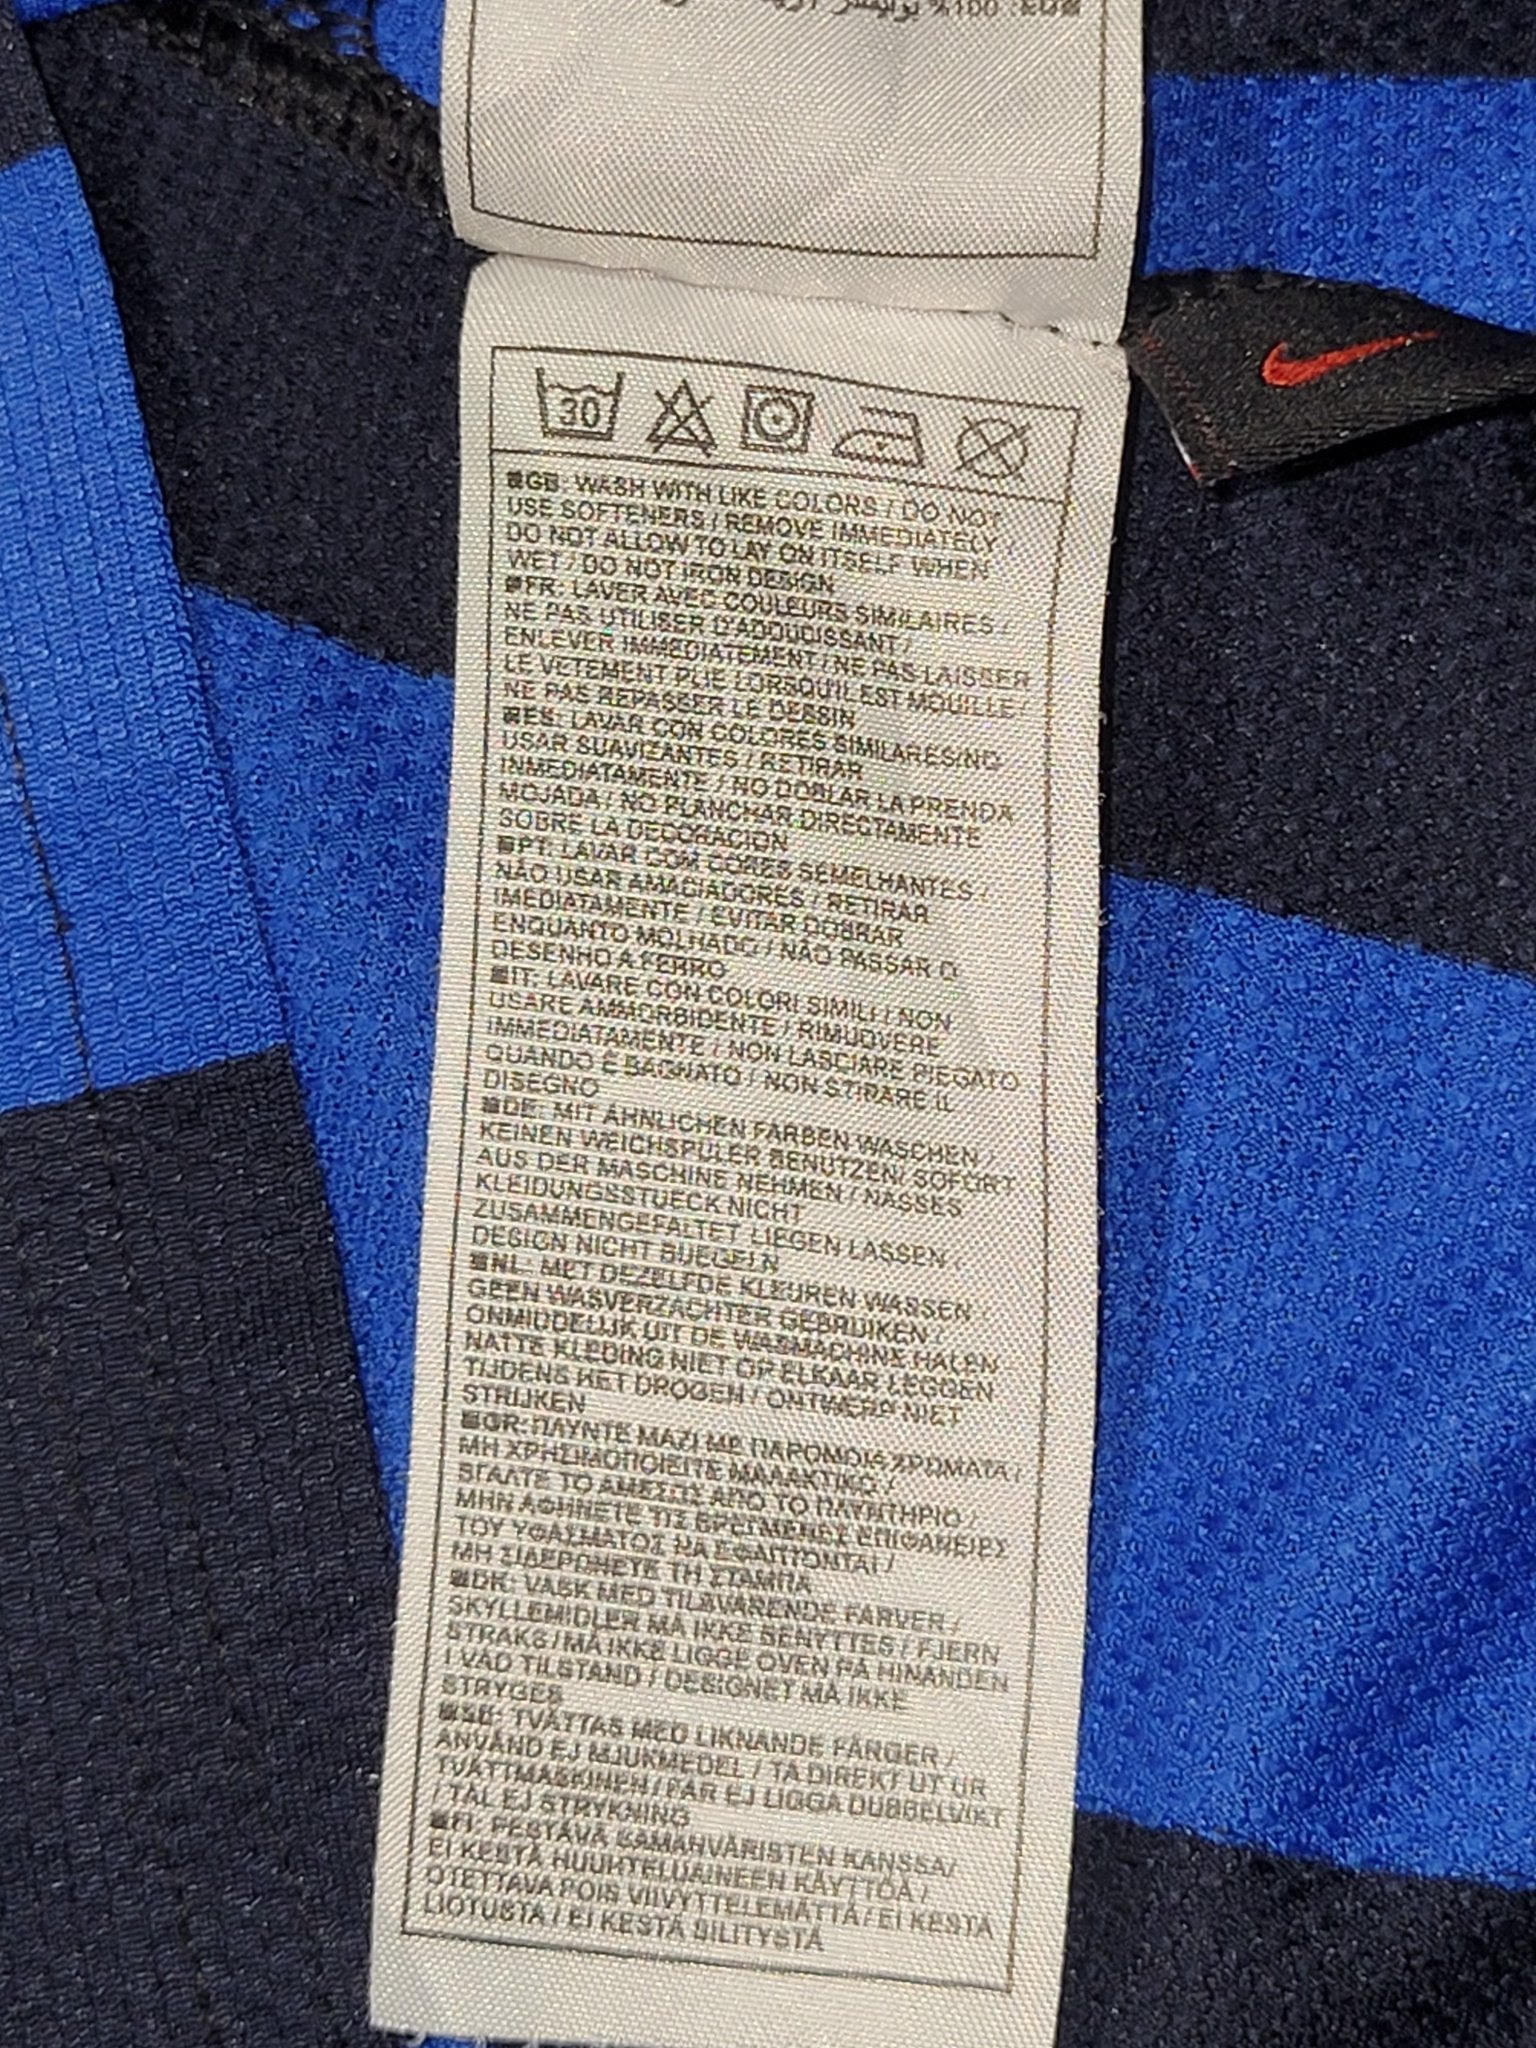 %100 بوليستر
30
GB: WASH WITH LIKE COLORS / DO NOT
USE SOFTENERS / REMOVE IMMEDIATELY /
DO NOT ALLOW TO LAY ON ITSELF WHEN
WET / DO NOT IRON DESIGN
FR: LAVER AVEC COULEURS SIMILAIRES /
NE PAS UTILISER D'ADOUCISSANT /
ENLEVER IMMEDIATEMENT / NE PAS LAISSER
LE VETEMENT PLIE LORSQU'IL EST MOUILLE /
NE PAS REPASSER LE DESSIN
ES: LAVAR CON COLORES SIMILARES/NO
USAR SUAVIZANTES / RETIRAR
INMEDIATAMENTE / NO DOBLAR LA PRENDA
MOJADA / NO PLANCHAR DIRECTAMENTE
SOBRE LA DECORACION
PT: LAVAR COM CORES SEMELHANTES /
NÃO USAR AMACIADORES / RETIRAR
IMEDIATAMENTE / EVITAR DOBRAR
ENQUANTO MOLHADO / NÃO PASSAR O
DESENHO A FERRO
IT: LAVARE CON COLORI SIMILI / NON
USARE AMMORBIDENTE / RIMUOVERE
IMMEDIATAMENTE / NON LASCIARE PIEGATO
QUANDO È BAGNATO / NON STIRARE IL
DISEGNO
DE: MIT ÄHNLICHEN FARBEN WASCHEN /
KEINEN WEICHSPÜLER BENUTZEN/ SOFORT
AUS DER MASCHINE NEHMEN / NASSES
KLEIDUNGSSTUECK NICHT
ZUSAMMENGEFALTET LIEGEN LASSEN /
DESIGN NICHT BUEGELN
NL: MET DEZELFDE KLEUREN WASSEN /
GEEN WASVERZACHTER GEBRUIKEN /
ONMIDDELIJK UIT DE WASMACHINE HALEN
NATTE KLEDING NIET OP ELKAAR LEGGEN
TIJDENS HET DROGEN / ONTWERP NIET
STRIJKEN
GR: ΠΛΥΝΤΕ ΜΑΖΙ ΜΕ ΠΑΡΟΜΟΙΑ ΧΡΩΜΑΤΑ /
ΜΗ ΧΡΗΣΙΜΟΠΟΙΕΙΤΕ ΜΑΛΑΚΤΙΚΟ /
ΒΓΑΛΤΕ ΤΟ ΑΜΕΣΩΣ ΑΠΟ ΤΟ ΠΛΥΝΤΗΡΙΟ /
ΜΗΝ ΑΦΗΝΕΤΕ ΤΙΣ ΒΡΕΓΜΕΝΕΣ ΕΠΙΦΑΝΕΙΕΣ
ΤΟΥ ΥΦΑΣΜΑΤΟΣ ΝΑ ΕΦΑΠΤΟΝΤΑΙ /
ΜΗ ΣΙΔΕΡΩΝΕΤΕ ΤΗ ΣΤΑΜΠΑ
DK: VASK MED TILSVARENDE FARVER /
SKYLLEMIDLER MÅ IKKE BENYTTES / FJERN
STRAKS / MÅ IKKE LIGGE OVEN PÅ HINANDEN
I VÅD TILSTAND / DESIGNET MÅ IKKE
STRYGES
SE: TVÄTTAS MED LIKNANDE FÄRGER /
ANVÄND EJ MJUKMEDEL / TA DIREKT UT UR
TVÄTTMASKINEN / FÅR EJ LIGGA DUBBELVIKT
/ TÅL EJ STRYKNING
FI: PESTÄVÄ SAMANVÄRISTEN KANSSA/
EI KESTÄ HUUHTELUAINEEN KÄYTTÖÄ /
OTETTAVA POIS VIIVYTTELEMÄTTÄ / EI KESTÄ
LIOTUSTA / EI KESTÄ SILITYSTÄ